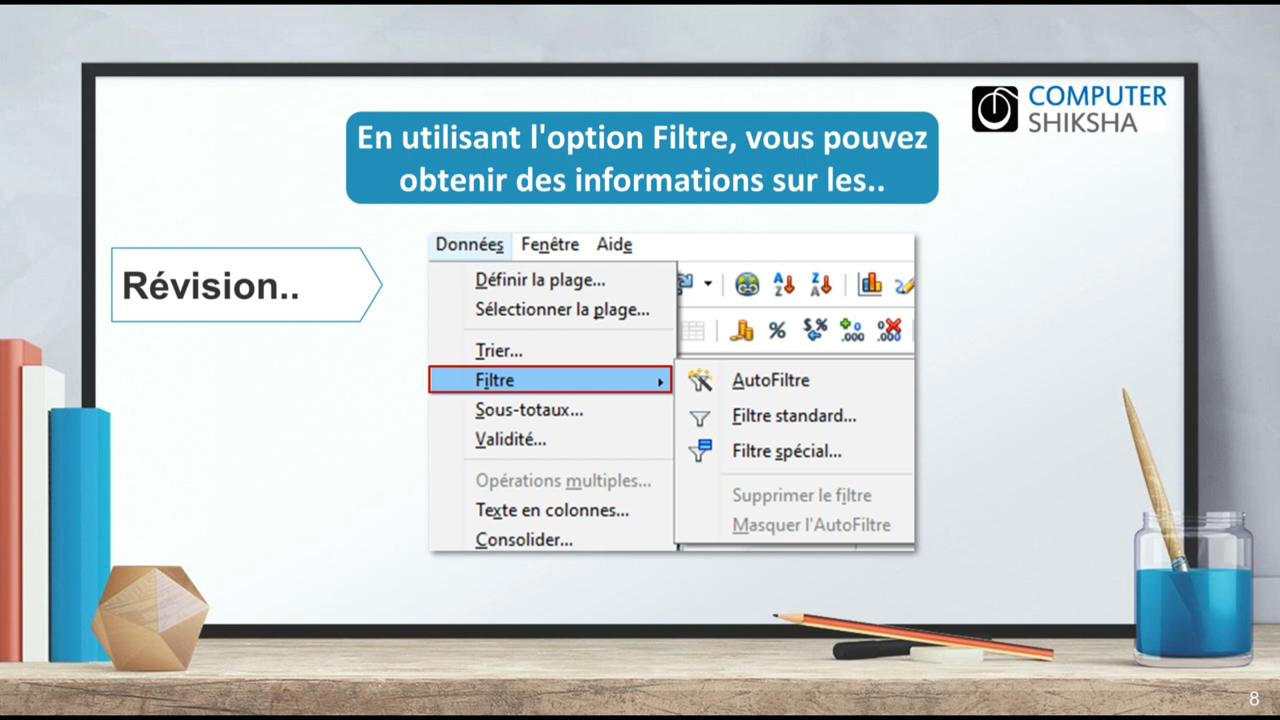 COMPUTER
SHIKSHA
En utilisant l'option Filtre, vous pouvez
obtenir des informations sur les..
Révision..
Données Fenêtre Aide
Définir la plage...
Sélectionner la plage...
Trier...
Filtre
Sous-totaux...
Validité...
Opérations multiples...
Texte en colonnes...
Consolider...
AutoFiltre
Filtre standard...
Filtre spécial...
Supprimer le filtre
Masquer l'AutoFiltre
8